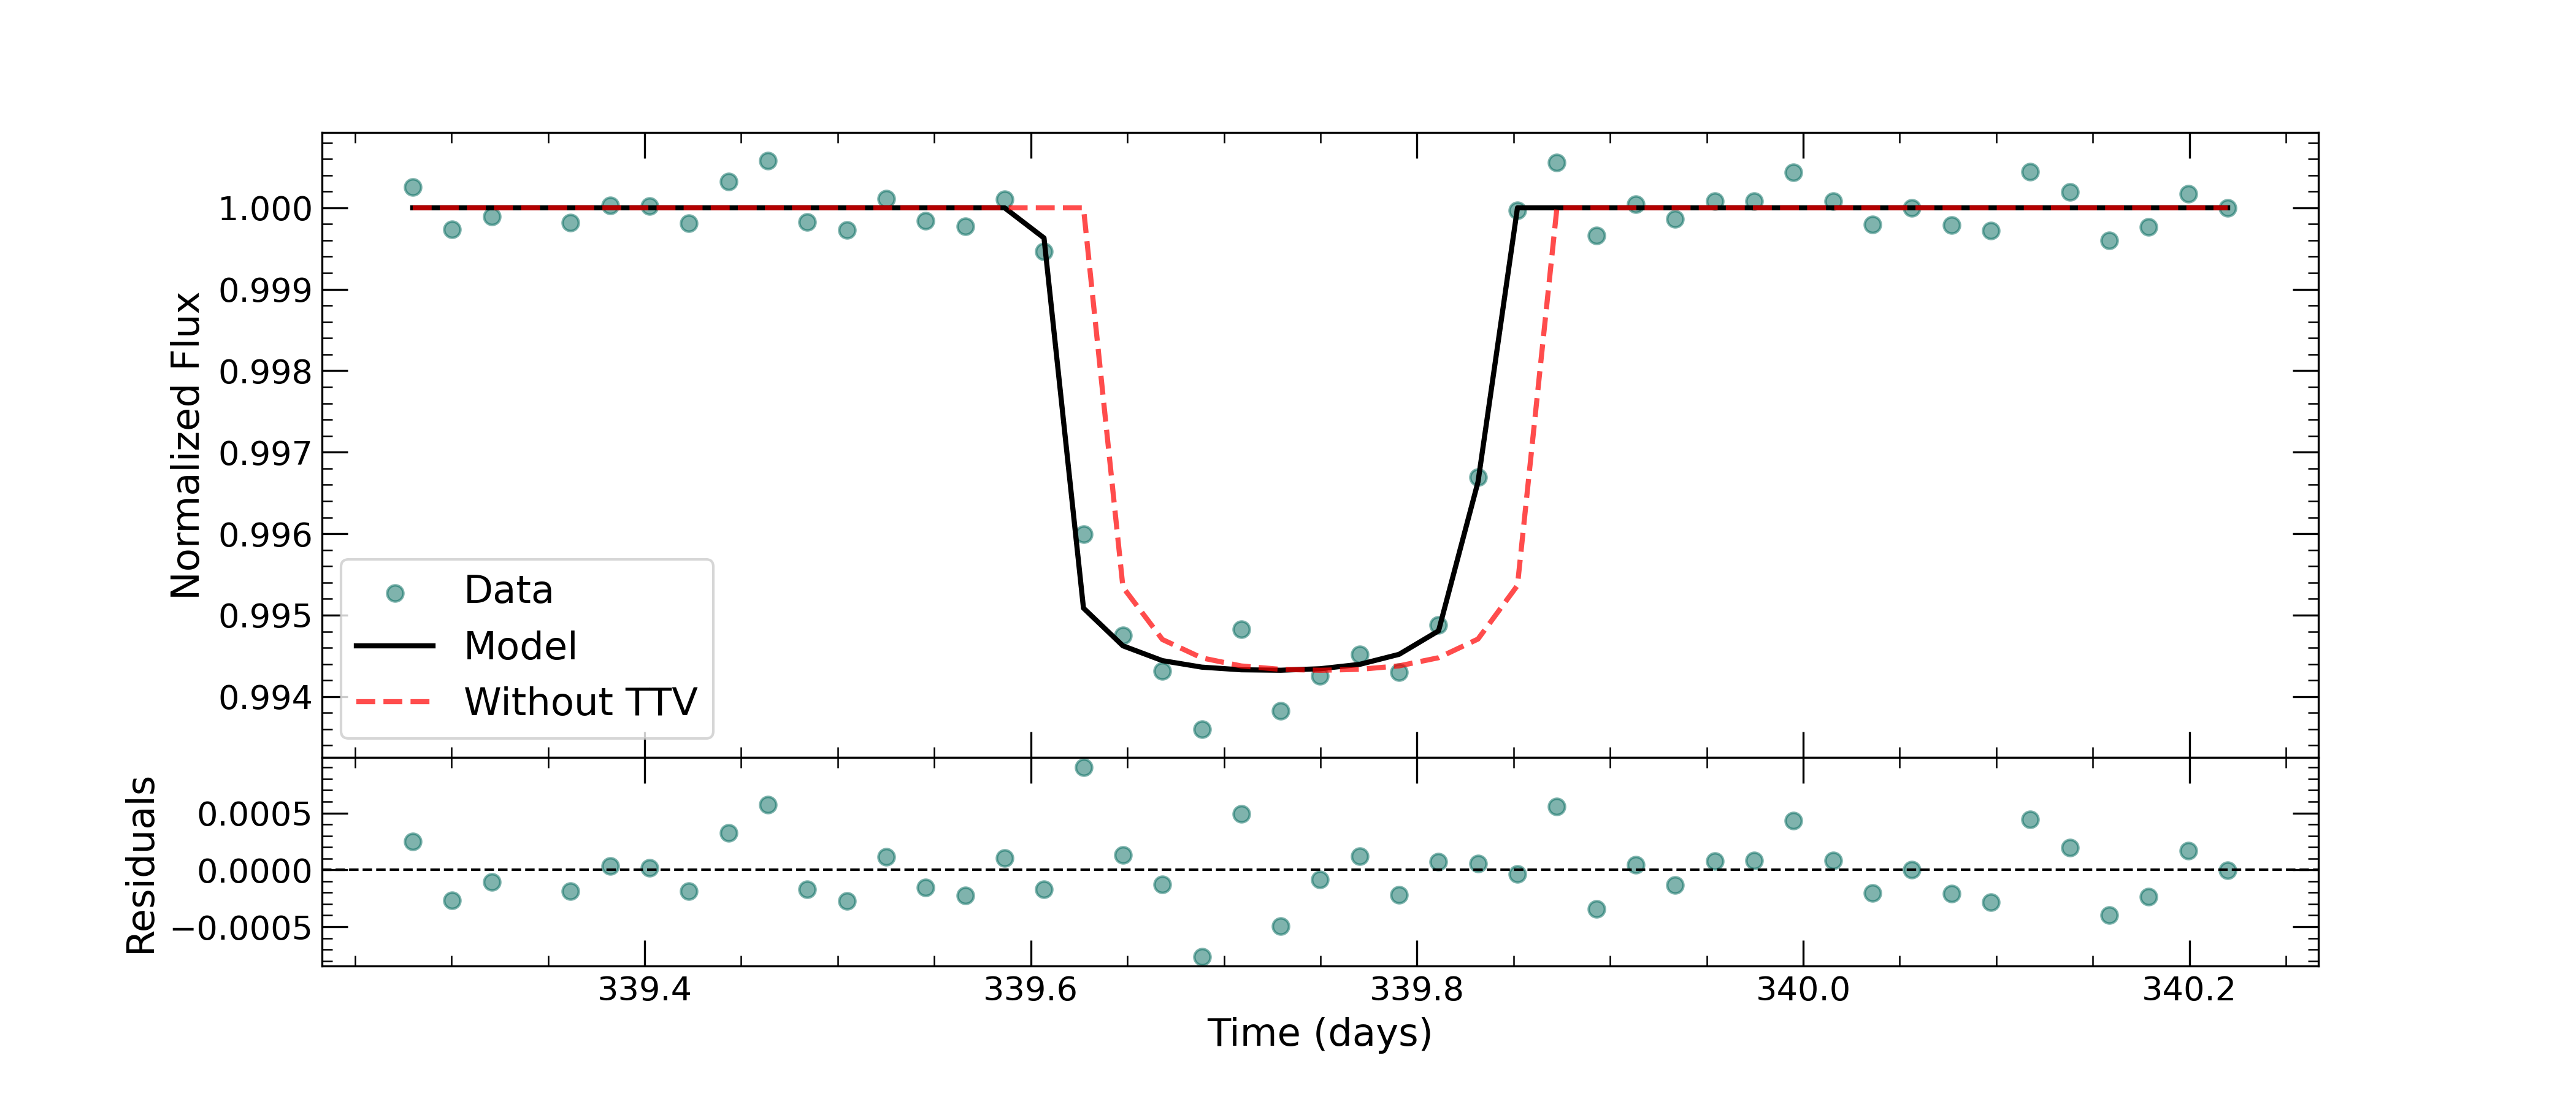 Normalized Flux
1.000
0.999
0.998
0.997
0.996
0.995
0.994
Data
Model
Without TTV
Residuals
0.0005
0.0000
−0.0005
339.4 339.6 339.8 340.0 340.2
Time (days)